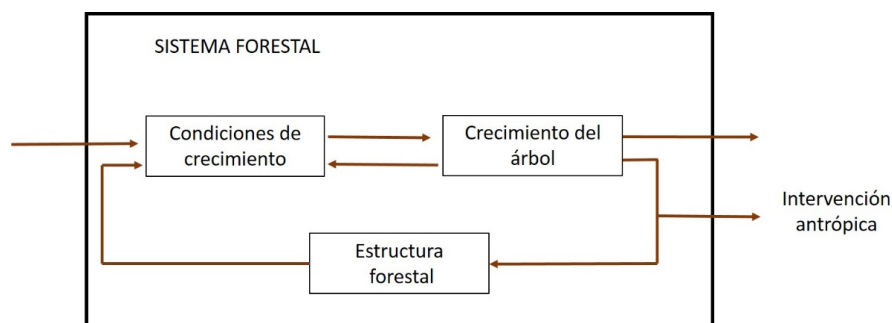 SISTEMA FORESTAL
Condiciones de
crecimiento
Crecimiento del
árbol
Intervención
antrópica
Estructura
forestal